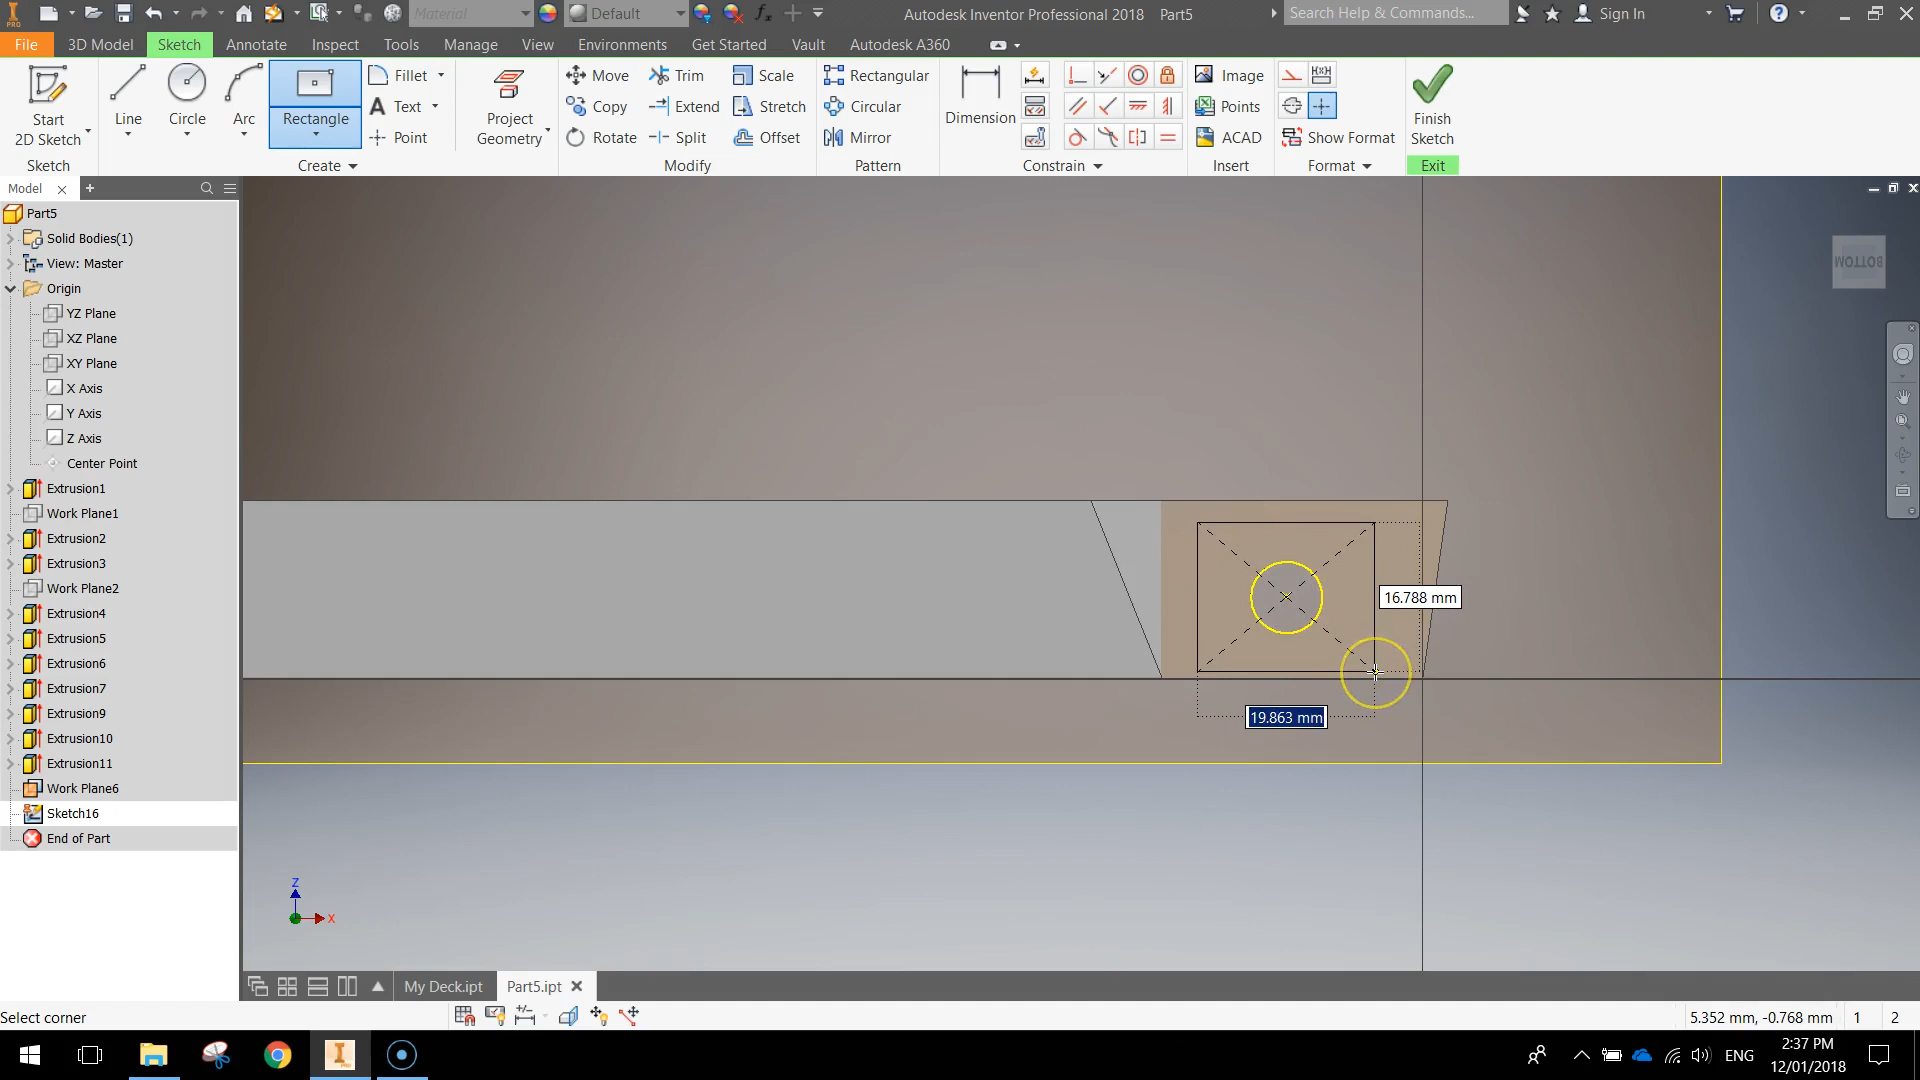 PRO
Material
Default
fx
Autodesk Inventor Professional 2018 Part5
Search Help & Commands...
Sign In
File
3D Model
Sketch
Annotate
Inspect
Tools
Manage
View
Environments
Get Started
Vault
Autodesk A360
Start
2D Sketch
Line
Circle
Arc
Rectangle
Fillet
Text
Point
Project
Geometry
Move
Copy
Rotate
Trim
Extend
Split
Scale
Stretch
Offset
Rectangular
Circular
Mirror
Dimension
Image
Points
ACAD
Show Format
Finish
Sketch
Sketch
Create
Modify
Pattern
Constrain
Insert
Format
Exit
Model
Part5
Solid Bodies(1)
View: Master
Origin
YZ Plane
XZ Plane
XY Plane
X Axis
Y Axis
Z Axis
Center Point
Extrusion1
Work Plane1
Extrusion2
Extrusion3
Work Plane2
Extrusion4
Extrusion5
Extrusion6
Extrusion7
Extrusion9
Extrusion10
Extrusion11
Work Plane6
Sketch16
End of Part
BOTTOM
16.788 mm
19.863 mm
Z
X
My Deck.ipt
Part5.ipt
Select corner
5.352 mm, -0.768 mm
1
2
ENG
2:37 PM
12/01/2018